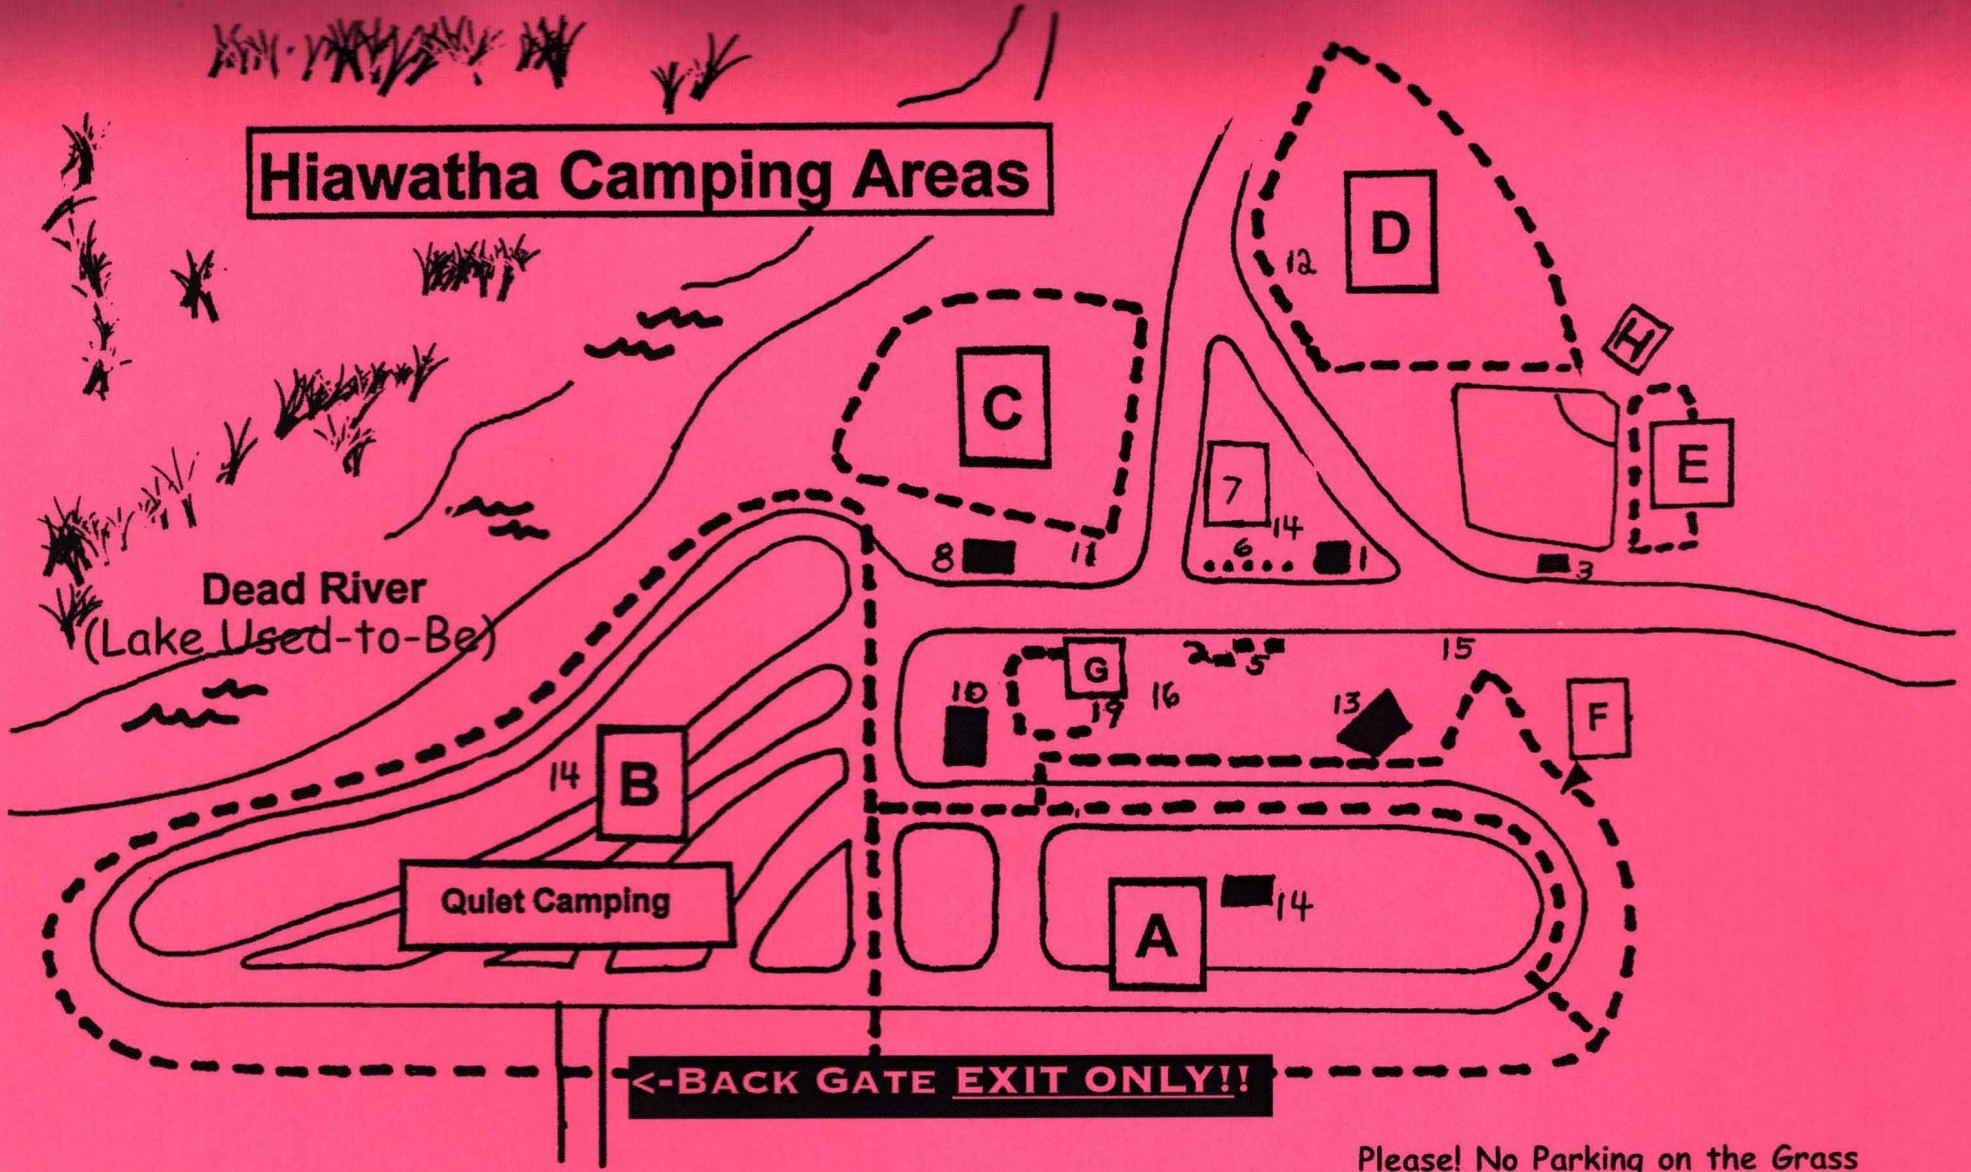 Hiawatha Camping Areas
D
12
H
C
E
7
14
6
1
8
11
3
Dead River
(Lake Used-to-Be)
2
5
15
G
16
19
10
13
F
14
B
Quiet Camping
14
A
<-BACK GATE EXIT ONLY!!
Please! No Parking on the Grass